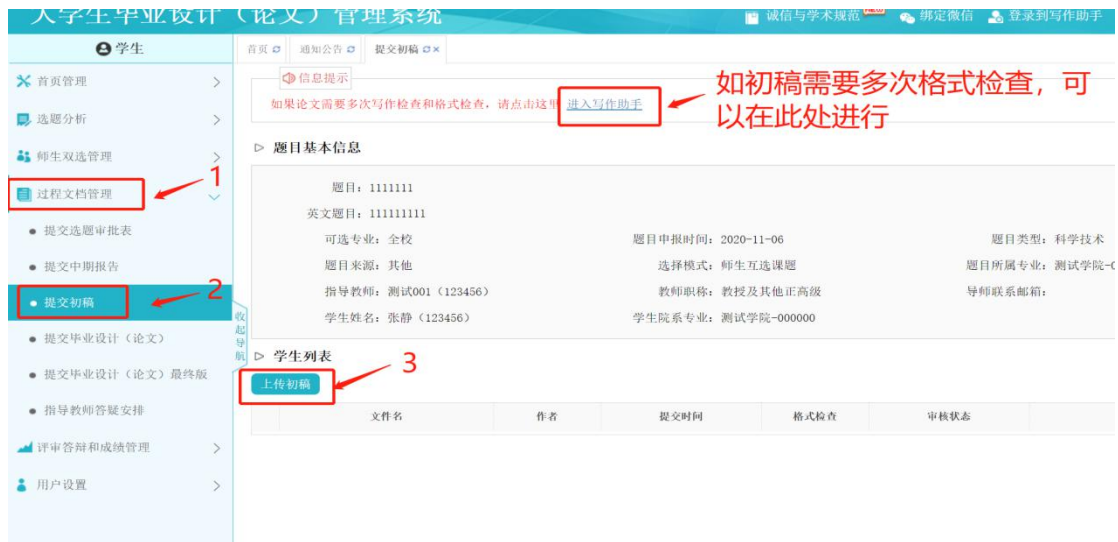 大学生毕业设计（论文）管理系统
诚信与学术规范 绑定微信 登录到写作助手
学生
首页 通知公告 提交初稿
首页管理
选题分析
师生双选管理
过程文档管理
提交选题审批表
提交中期报告
提交初稿
提交毕业设计（论文）
提交毕业设计（论文）最终版
指导教师答疑安排
评审答辩和成绩管理
用户设置
1
2
收起导航
信息提示
如果论文需要多次写作检查和格式检查，请点击这里 进入写作助手
如初稿需要多次格式检查，可
以在此处进行
题目基本信息
题目：1111111
英文题目：111111111
可选专业：全校 题目申报时间：2020-11-06 题目类型：科学技术
题目来源：其他 选择模式：师生互选课题 题目所属专业：测试学院-0
指导教师：测试001（123456） 教师职称：教授及其他正高级 导师联系邮箱：
学生姓名：张静（123456） 学生院系专业：测试学院-000000
学生列表
3
上传初稿
文件名 作者 提交时间 格式检查 审核状态